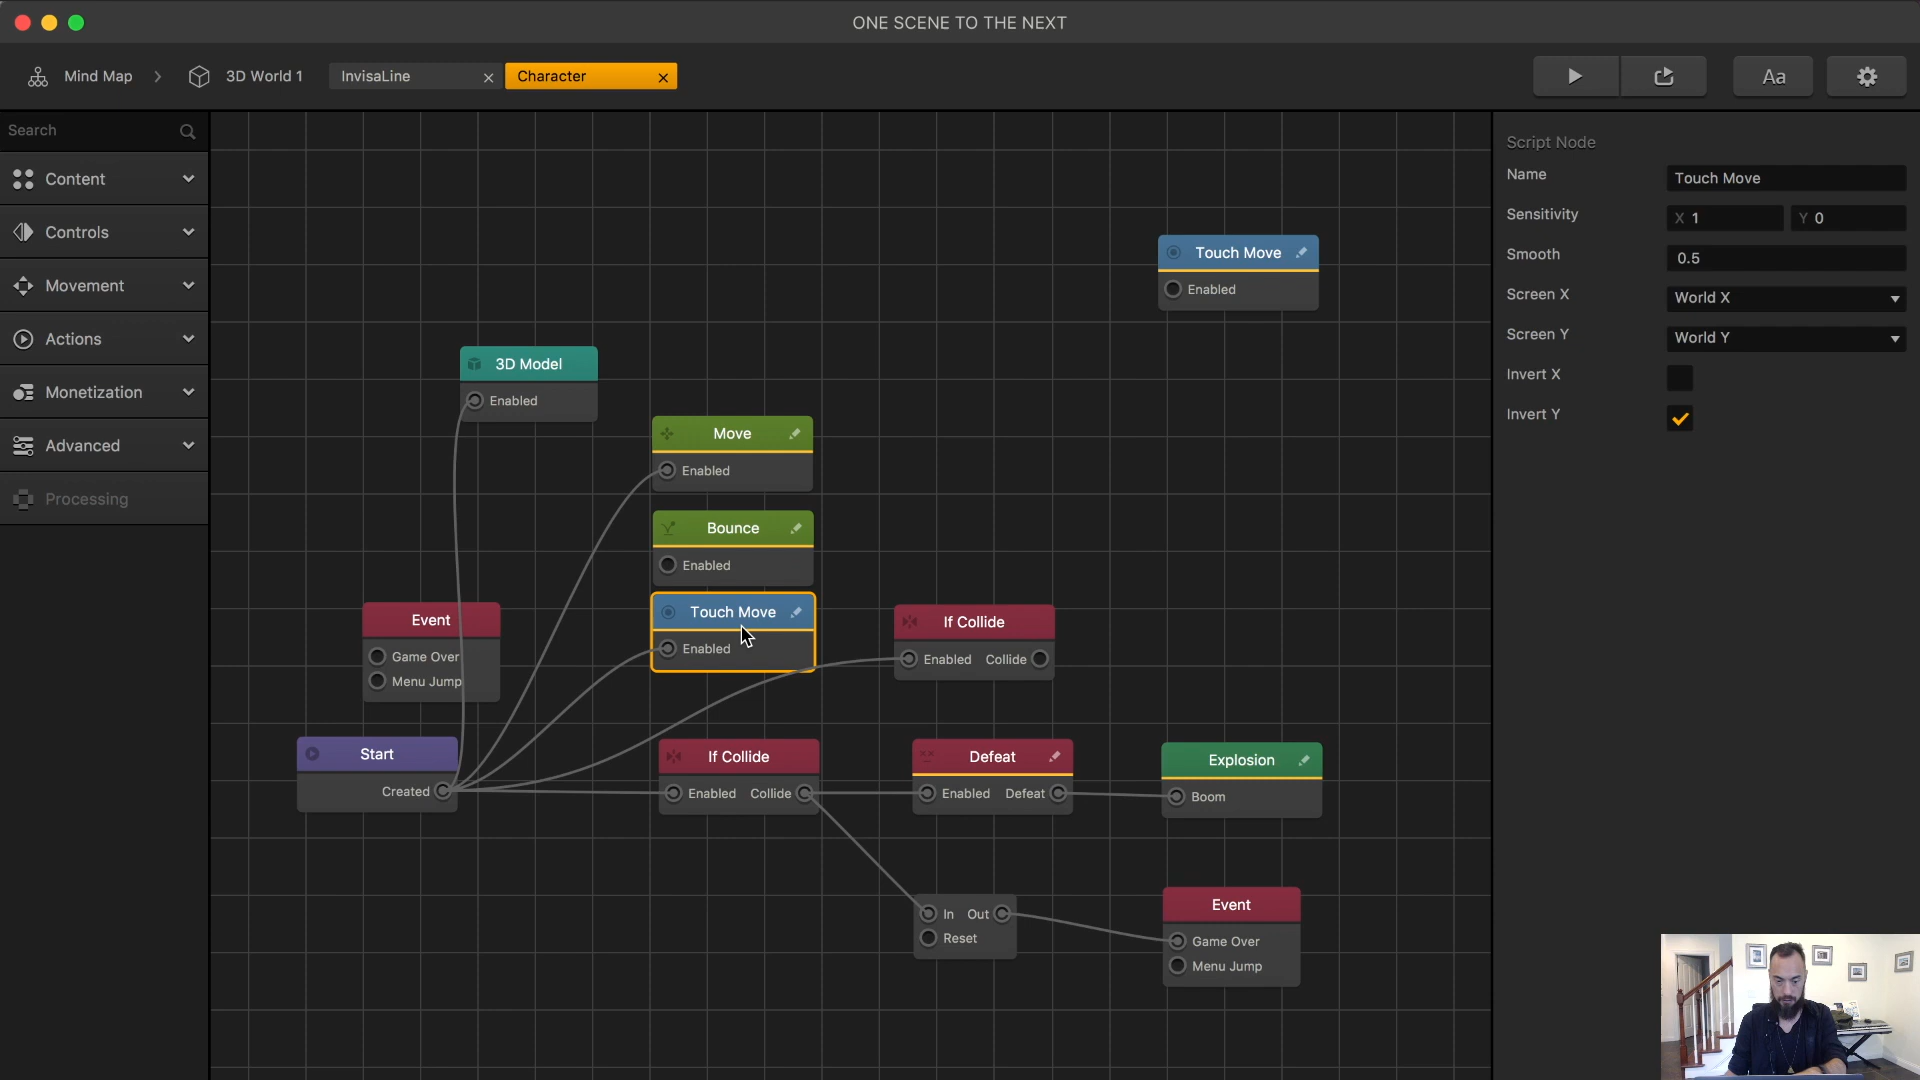 ONE SCENE TO THE NEXT
Mind Map
3D World 1
InvisaLine
Character
Aa
Search
Content
Controls
Movement
Actions
Monetization
Advanced
Processing
Touch Move
Enabled
3D Model
Enabled
Move
Enabled
Bounce
Enabled
Touch Move
Enabled
If Collide
Enabled Collide
Event
Game Over
Menu Jump
Start
Created
If Collide
Enabled Collide
Defeat
Enabled Defeat
Explosion
Boom
In Out
Reset
Event
Game Over
Menu Jump
Script Node
Name Touch Move
Sensitivity X 1 Y 0
Smooth 0.5
Screen X World X
Screen Y World Y
Invert X
Invert Y